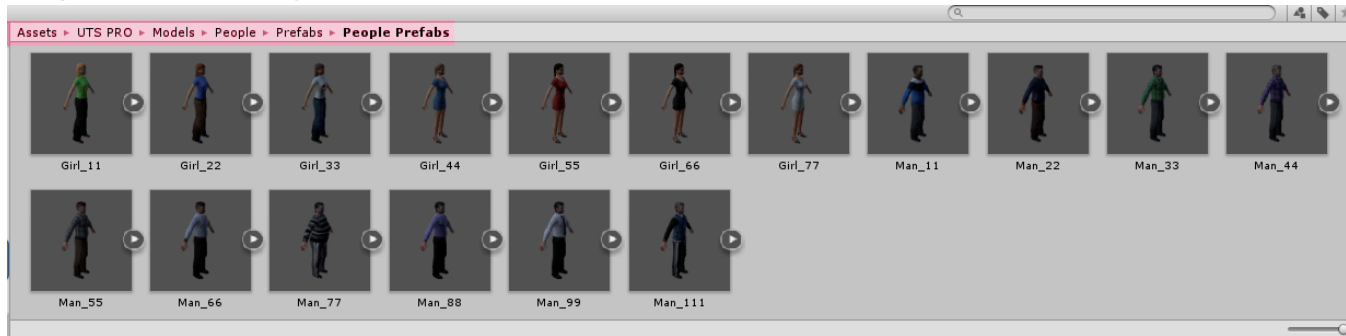 Assets ▸ UTS PRO ▸ Models ▸ People ▸ Prefabs ▸ People Prefabs
Girl_11 Girl_22 Girl_33 Girl_44 Girl_55 Girl_66 Girl_77 Man_11 Man_22 Man_33 Man_44
Man_55 Man_66 Man_77 Man_88 Man_99 Man_111